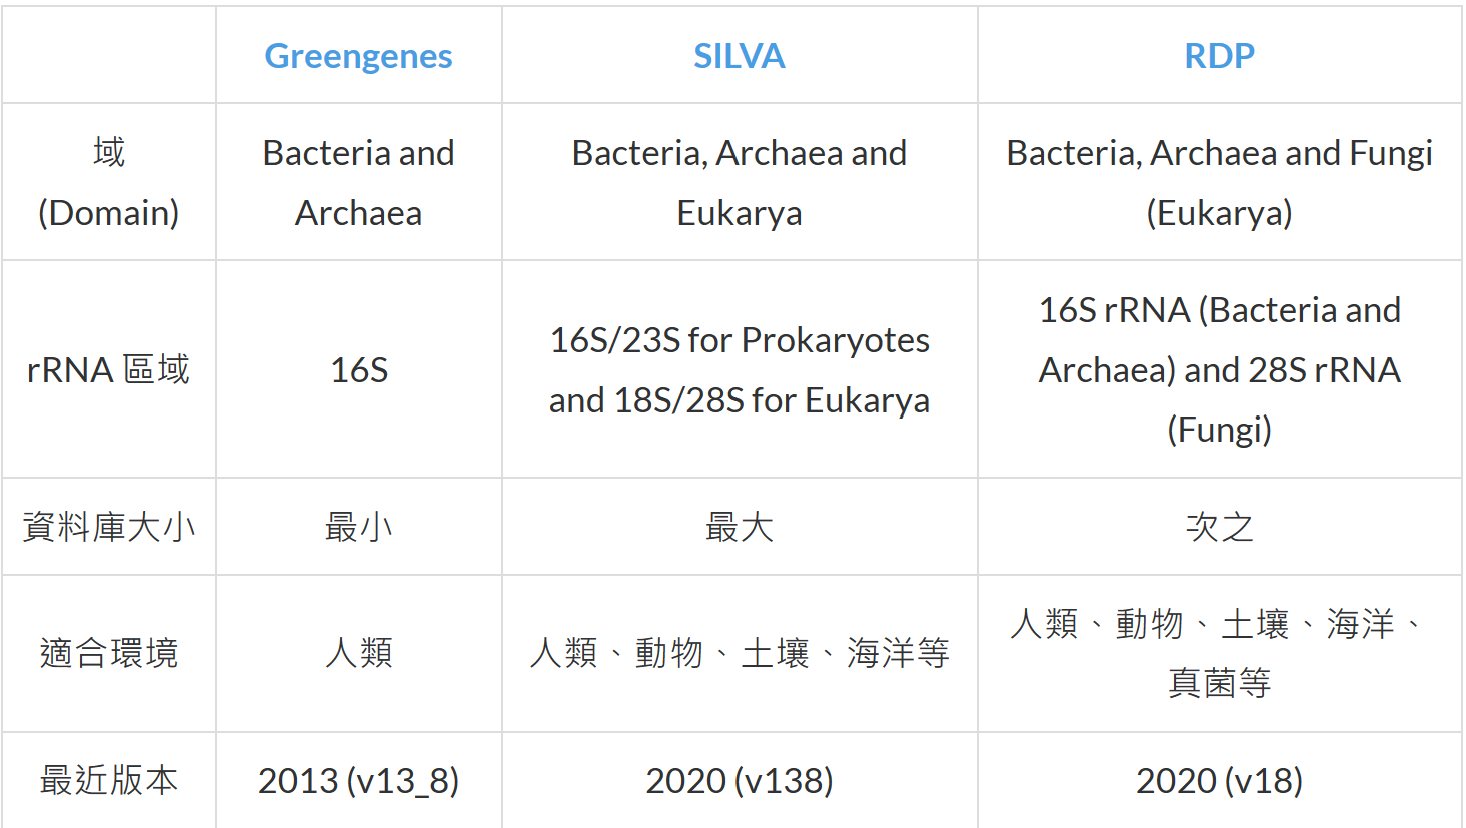 Greengenes
SILVA
RDP
域
(Domain)
Bacteria and
Archaea
Bacteria, Archaea and
Eukarya
Bacteria, Archaea and Fungi
(Eukarya)
rRNA 區域
16S
16S/23S for Prokaryotes
and 18S/28S for Eukarya
16S rRNA (Bacteria and
Archaea) and 28S rRNA
(Fungi)
資料庫大小
最小
最大
次之
適合環境
人類
人類、動物、土壤、海洋等
人類、動物、土壤、海洋、
真菌等
最近版本
2013 (v13_8)
2020 (v138)
2020 (v18)